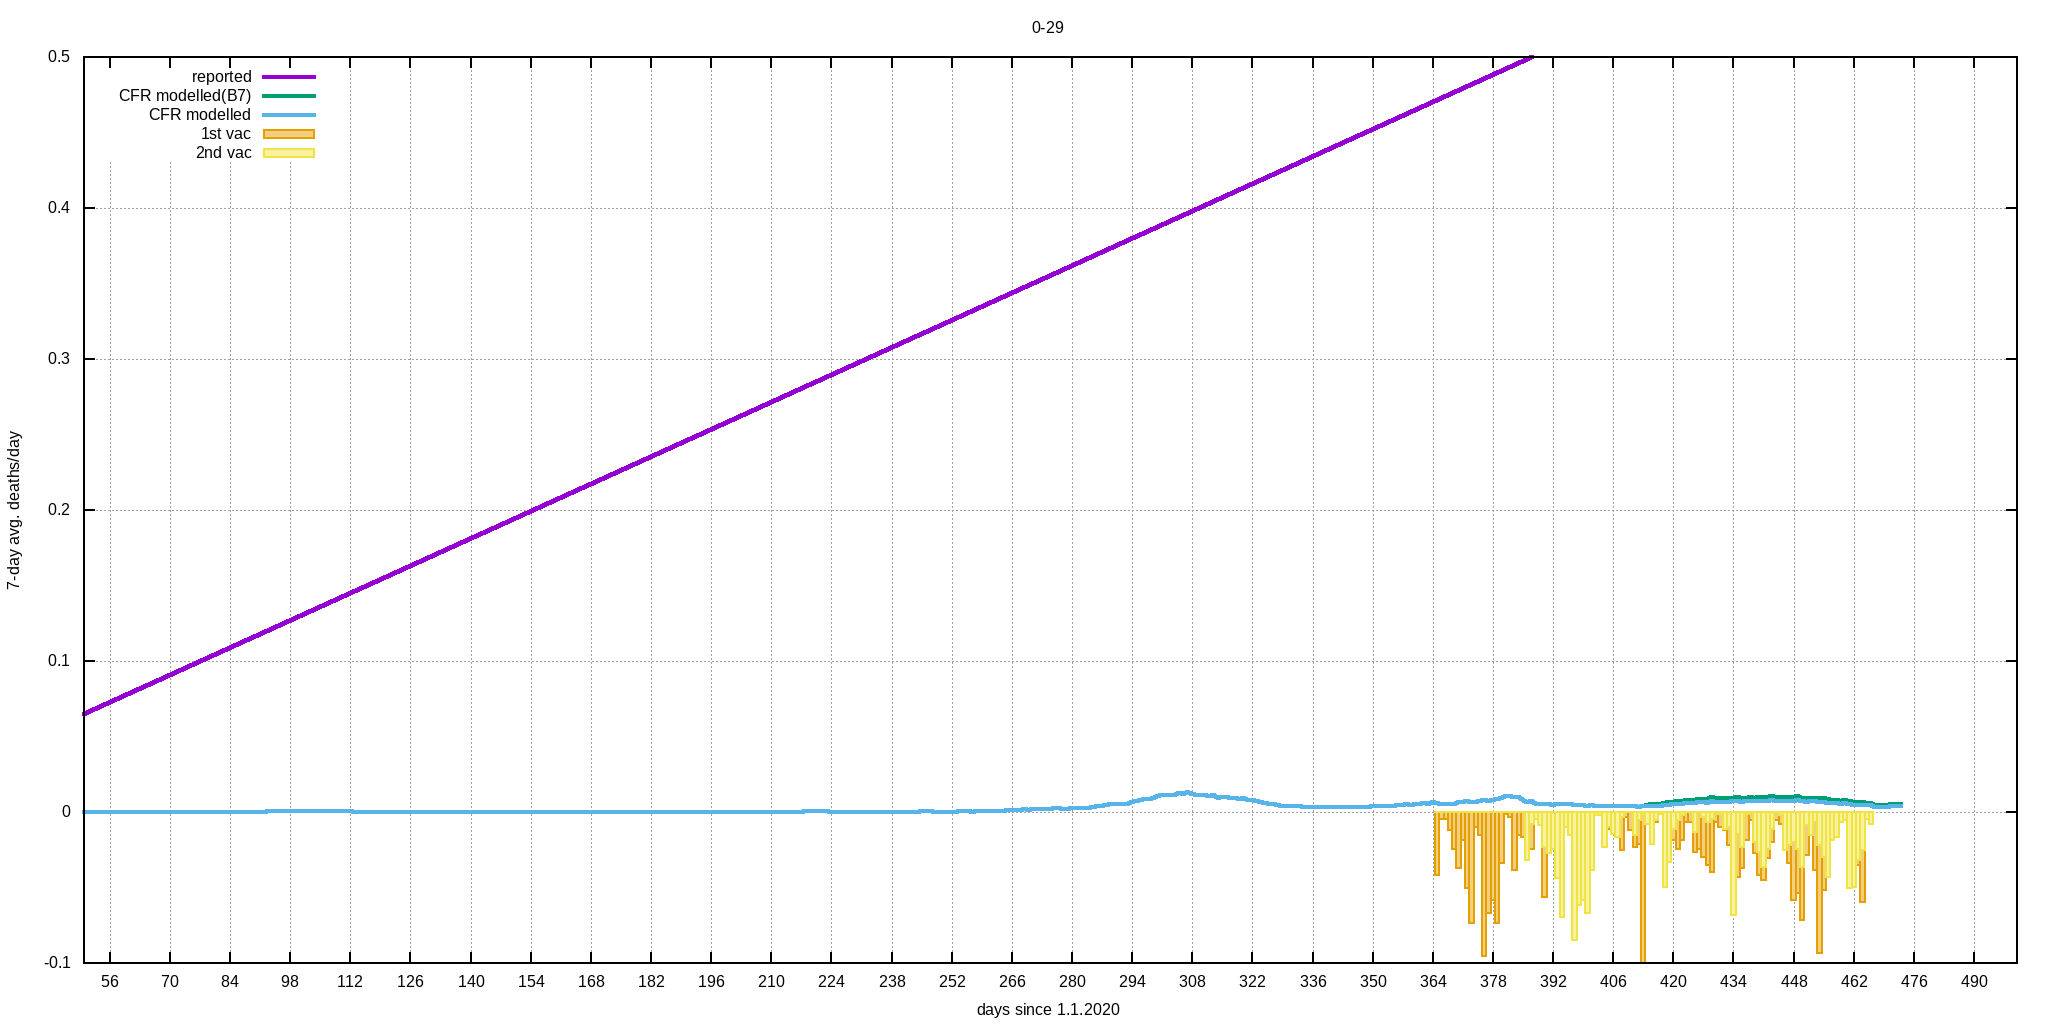 0-29
0.5
0.4
0.3
0.2
0.1
0
-0.1
7-day avg. deaths/day
reported
CFR modelled(B7)
CFR modelled
1st vac
2nd vac
56 70 84 98 112 126 140 154 168 182 196 210 224 238 252 266 280 294 308 322 336 350 364 378 392 406 420 434 448 462 476 490
days since 1.1.2020